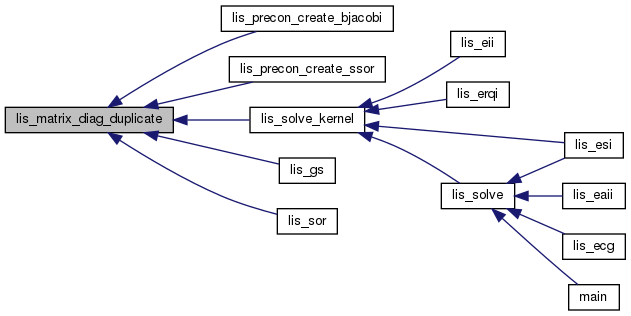 lis_precon_create_bjacobi
lis_eii
lis_precon_create_ssor
lis_erqi
lis_matrix_diag_duplicate
lis_solve_kernel
lis_esi
lis_gs
lis_solve
lis_eaii
lis_sor
lis_ecg
main